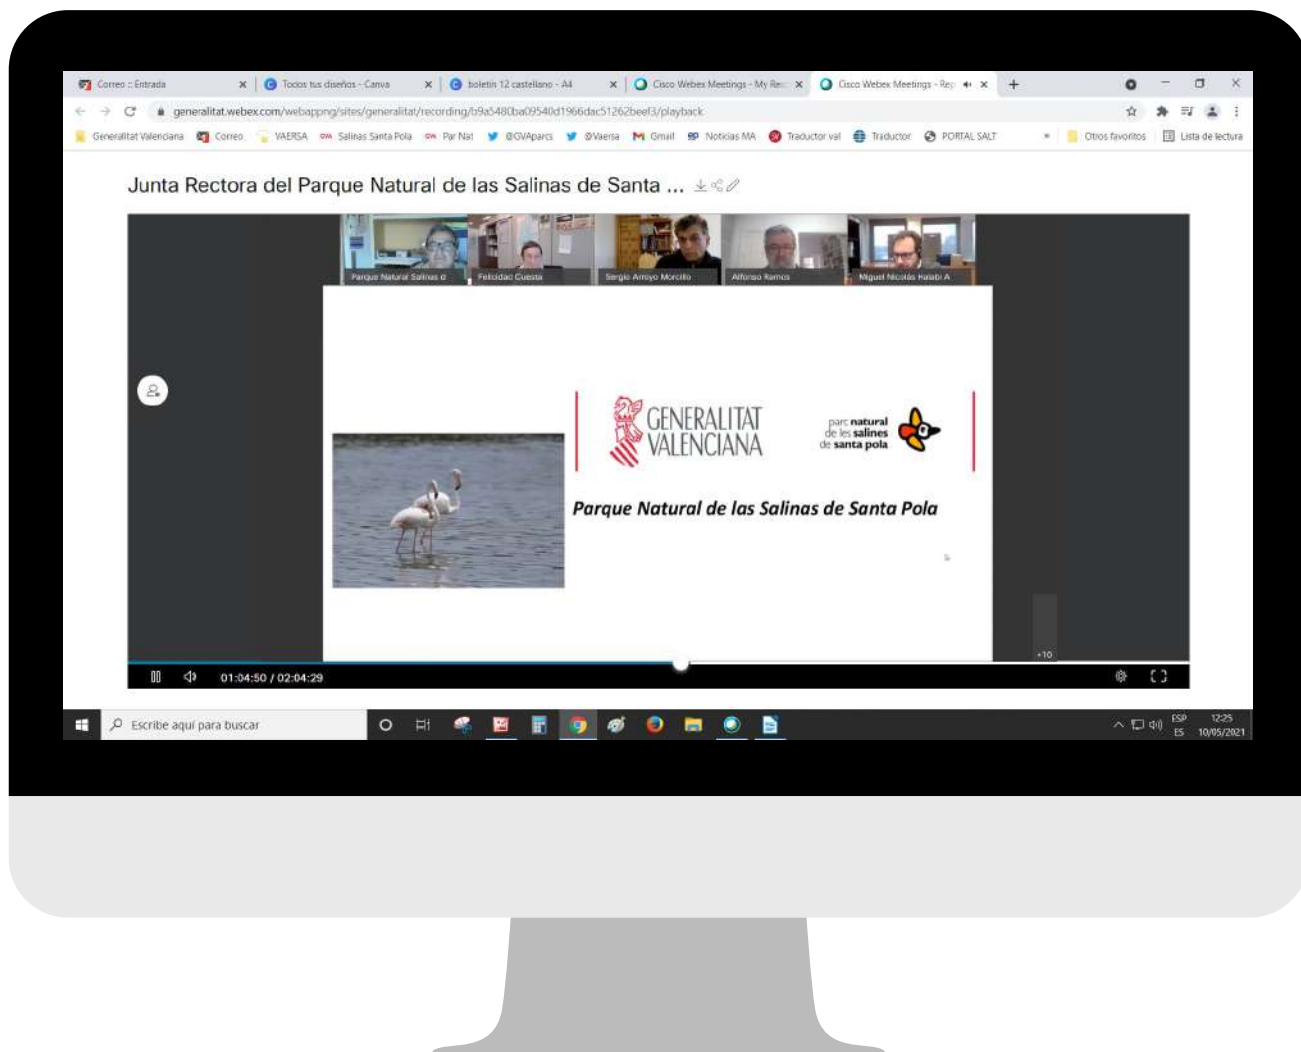 Correo :: Entrada
Todos tus diseños - Canva
boletin 12 castellano - A4
Cisco Webex Meetings - My Rec
Cisco Webex Meetings - Rep
generalitat.webex.com/webappng/sites/generalitat/recording/b9a5480ba09540d1966dac51262beef3/playback
Generalitat Valenciana
Correo
VAERSA
Salinas Santa Pola
Par Nat
@GVAparcs
@Vaersa
Gmail
Noticias MA
Traductor val
Traductor
PORTAL SALT
»
Otros favoritos
Lista de lectura
Junta Rectora del Parque Natural de las Salinas de Santa ...
Parque Natural Salinas d
Felicidad Cuesta
Sergio Arroyo Morcillo
Alfonso Ramos
Miguel Nicolás Halabi A
GENERALITAT
VALENCIANA
parc natural
de les salines
de santa pola
Parque Natural de las Salinas de Santa Pola
+10
01:04:50 / 02:04:29
Escribe aquí para buscar
ESP
ES
12:25
10/05/2021